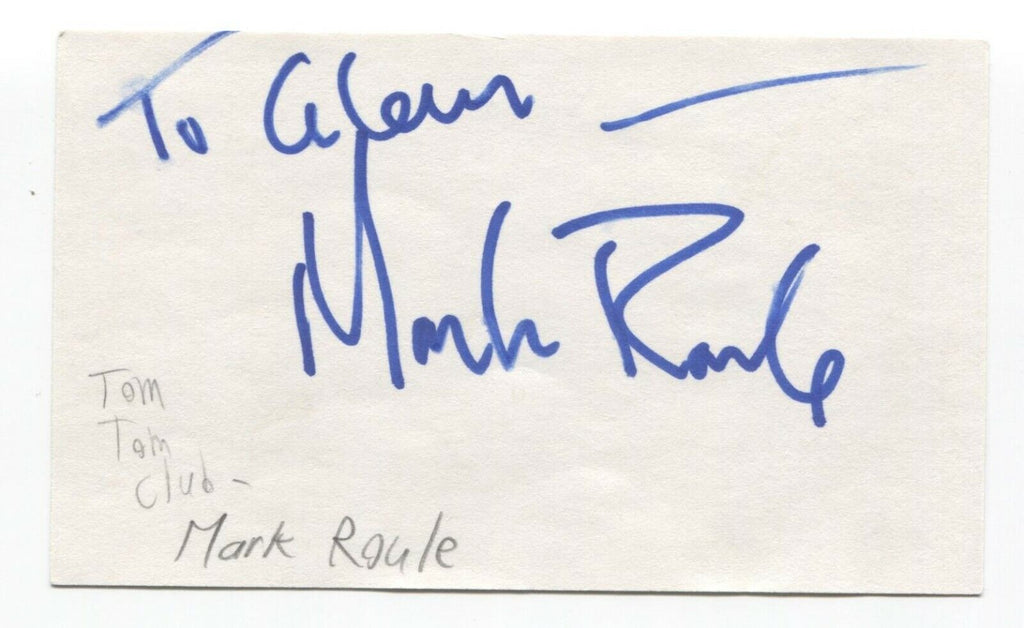 To Glenn —
Mark Roule
Tom
Tom
Club -
Mark Roule